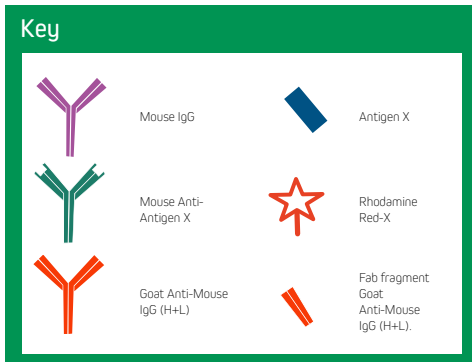 Key
Mouse IgG
Antigen X
Mouse Anti-
Antigen X
Rhodamine
Red-X
Goat Anti-Mouse
IgG (H+L)
Fab fragment
Goat
Anti-Mouse
IgG (H+L).